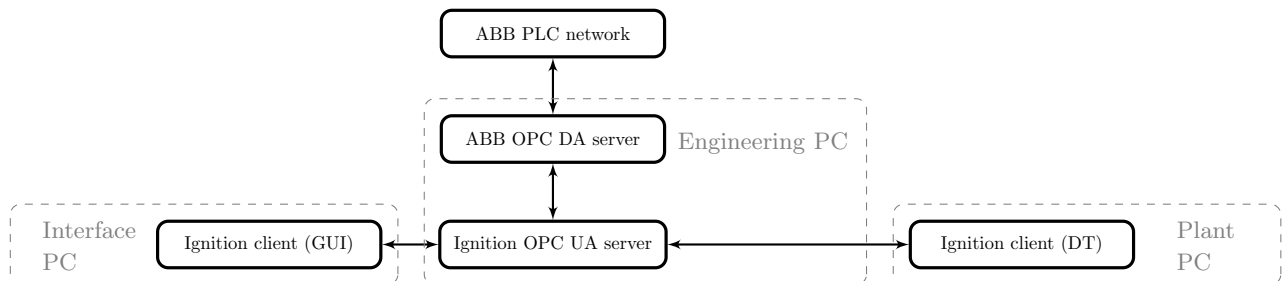 ABB PLC network
ABB OPC DA server
Engineering PC
Interface
PC
Ignition client (GUI)
Ignition OPC UA server
Ignition client (DT)
Plant
PC